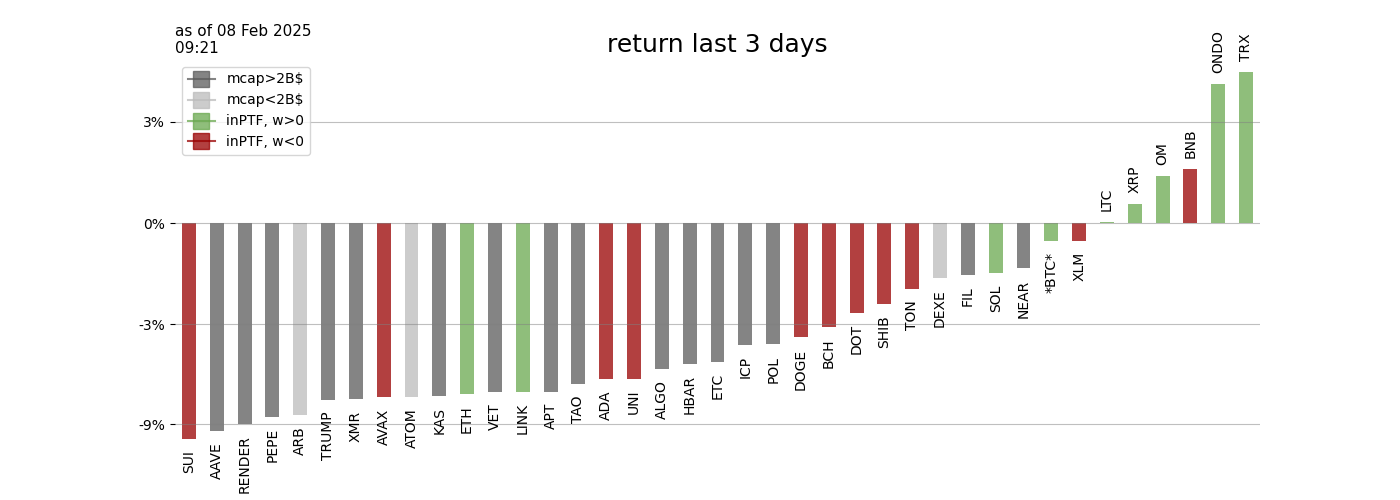 as of 08 Feb 2025
09:21
return last 3 days
mcap>2B$
mcap<2B$
inPTF, w>0
inPTF, w<0
3%
0%
-3%
-9%
SUI
AAVE
RENDER
PEPE
ARB
TRUMP
XMR
AVAX
ATOM
KAS
ETH
VET
LINK
APT
TAO
ADA
UNI
ALGO
HBAR
ETC
ICP
POL
DOGE
BCH
DOT
SHIB
TON
DEXE
FIL
SOL
NEAR
*BTC*
XLM
LTC
XRP
OM
BNB
ONDO
TRX